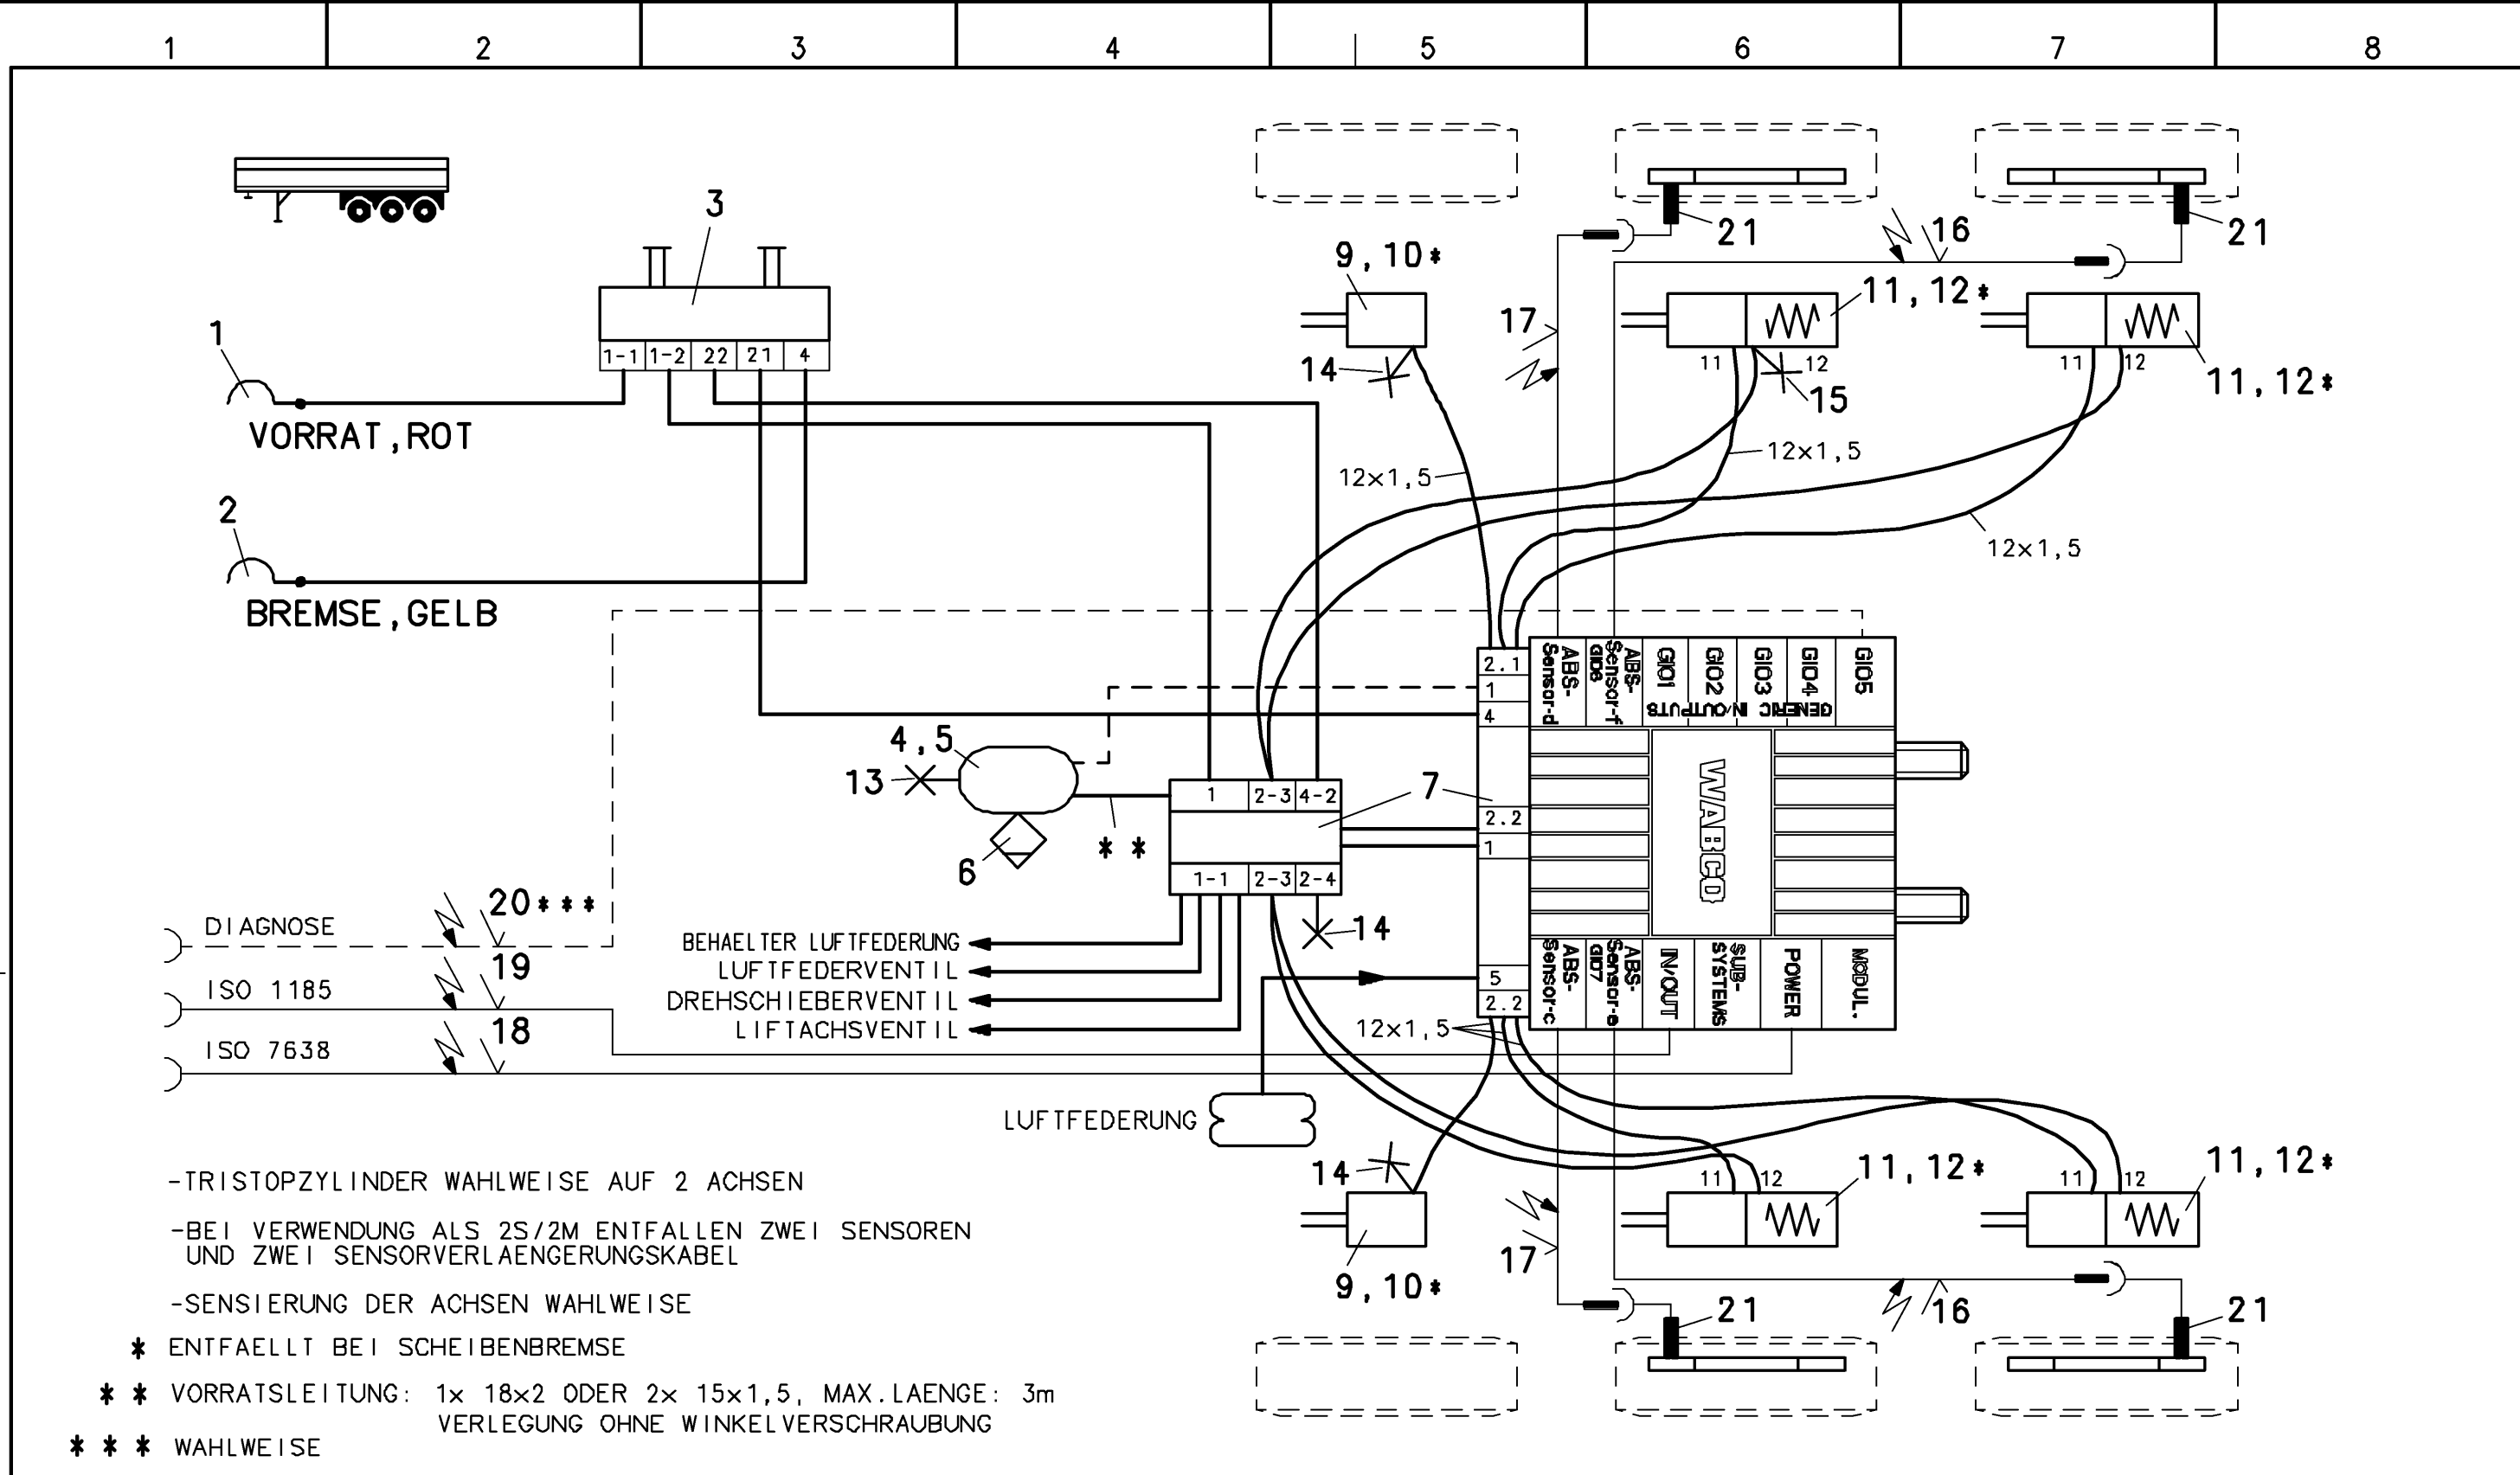 1 2 3 4 5 6 7 8
3
1
1-1 1-2 22 21 4
VORRAT,ROT
2
BREMSE,GELB
9,10*
14
12x1,5
17
21
16
21
11,12*
11 12
15
12x1,5
11 12
11,12*
12x1,5
2.1
1
4
2.2
1
5
2.2
ABS-
Sensor-d
ABS-
Sensor-f
GIO6
GIO1
GIO2
GIO3
GIO4
GIO5
GENERIC IN/OUTPUTS
WABCO
ABS-
Sensor-c
ABS-
Sensor-e
GIO7
IN/OUT
SUB-
SYSTEMS
POWER
MODUL.
4,5
13
6
**
7
1 2-3 4-2
1-1 2-3 2-4
14
DIAGNOSE
20***
ISO 1185
19
ISO 7638
18
BEHAELTER LUFTFEDERUNG
LUFTFEDERVENTIL
DREHSCHIEBERVENTIL
LIFTACHSVENTIL
12x1,5
LUFTFEDERUNG
14
9,10*
17
11 12
11,12*
11 12
11,12*
21
16
21
-TRISTOPZYLINDER WAHLWEISE AUF 2 ACHSEN
-BEI VERWENDUNG ALS 2S/2M ENTFALLEN ZWEI SENSOREN
UND ZWEI SENSORVERLAENGERUNGSKABEL
-SENSIERUNG DER ACHSEN WAHLWEISE
* ENTFAELLT BEI SCHEIBENBREMSE
** VORRATSLEITUNG: 1x 18x2 ODER 2x 15x1,5, MAX.LAENGE: 3m
VERLEGUNG OHNE WINKELVERSCHRAUBUNG
*** WAHLWEISE